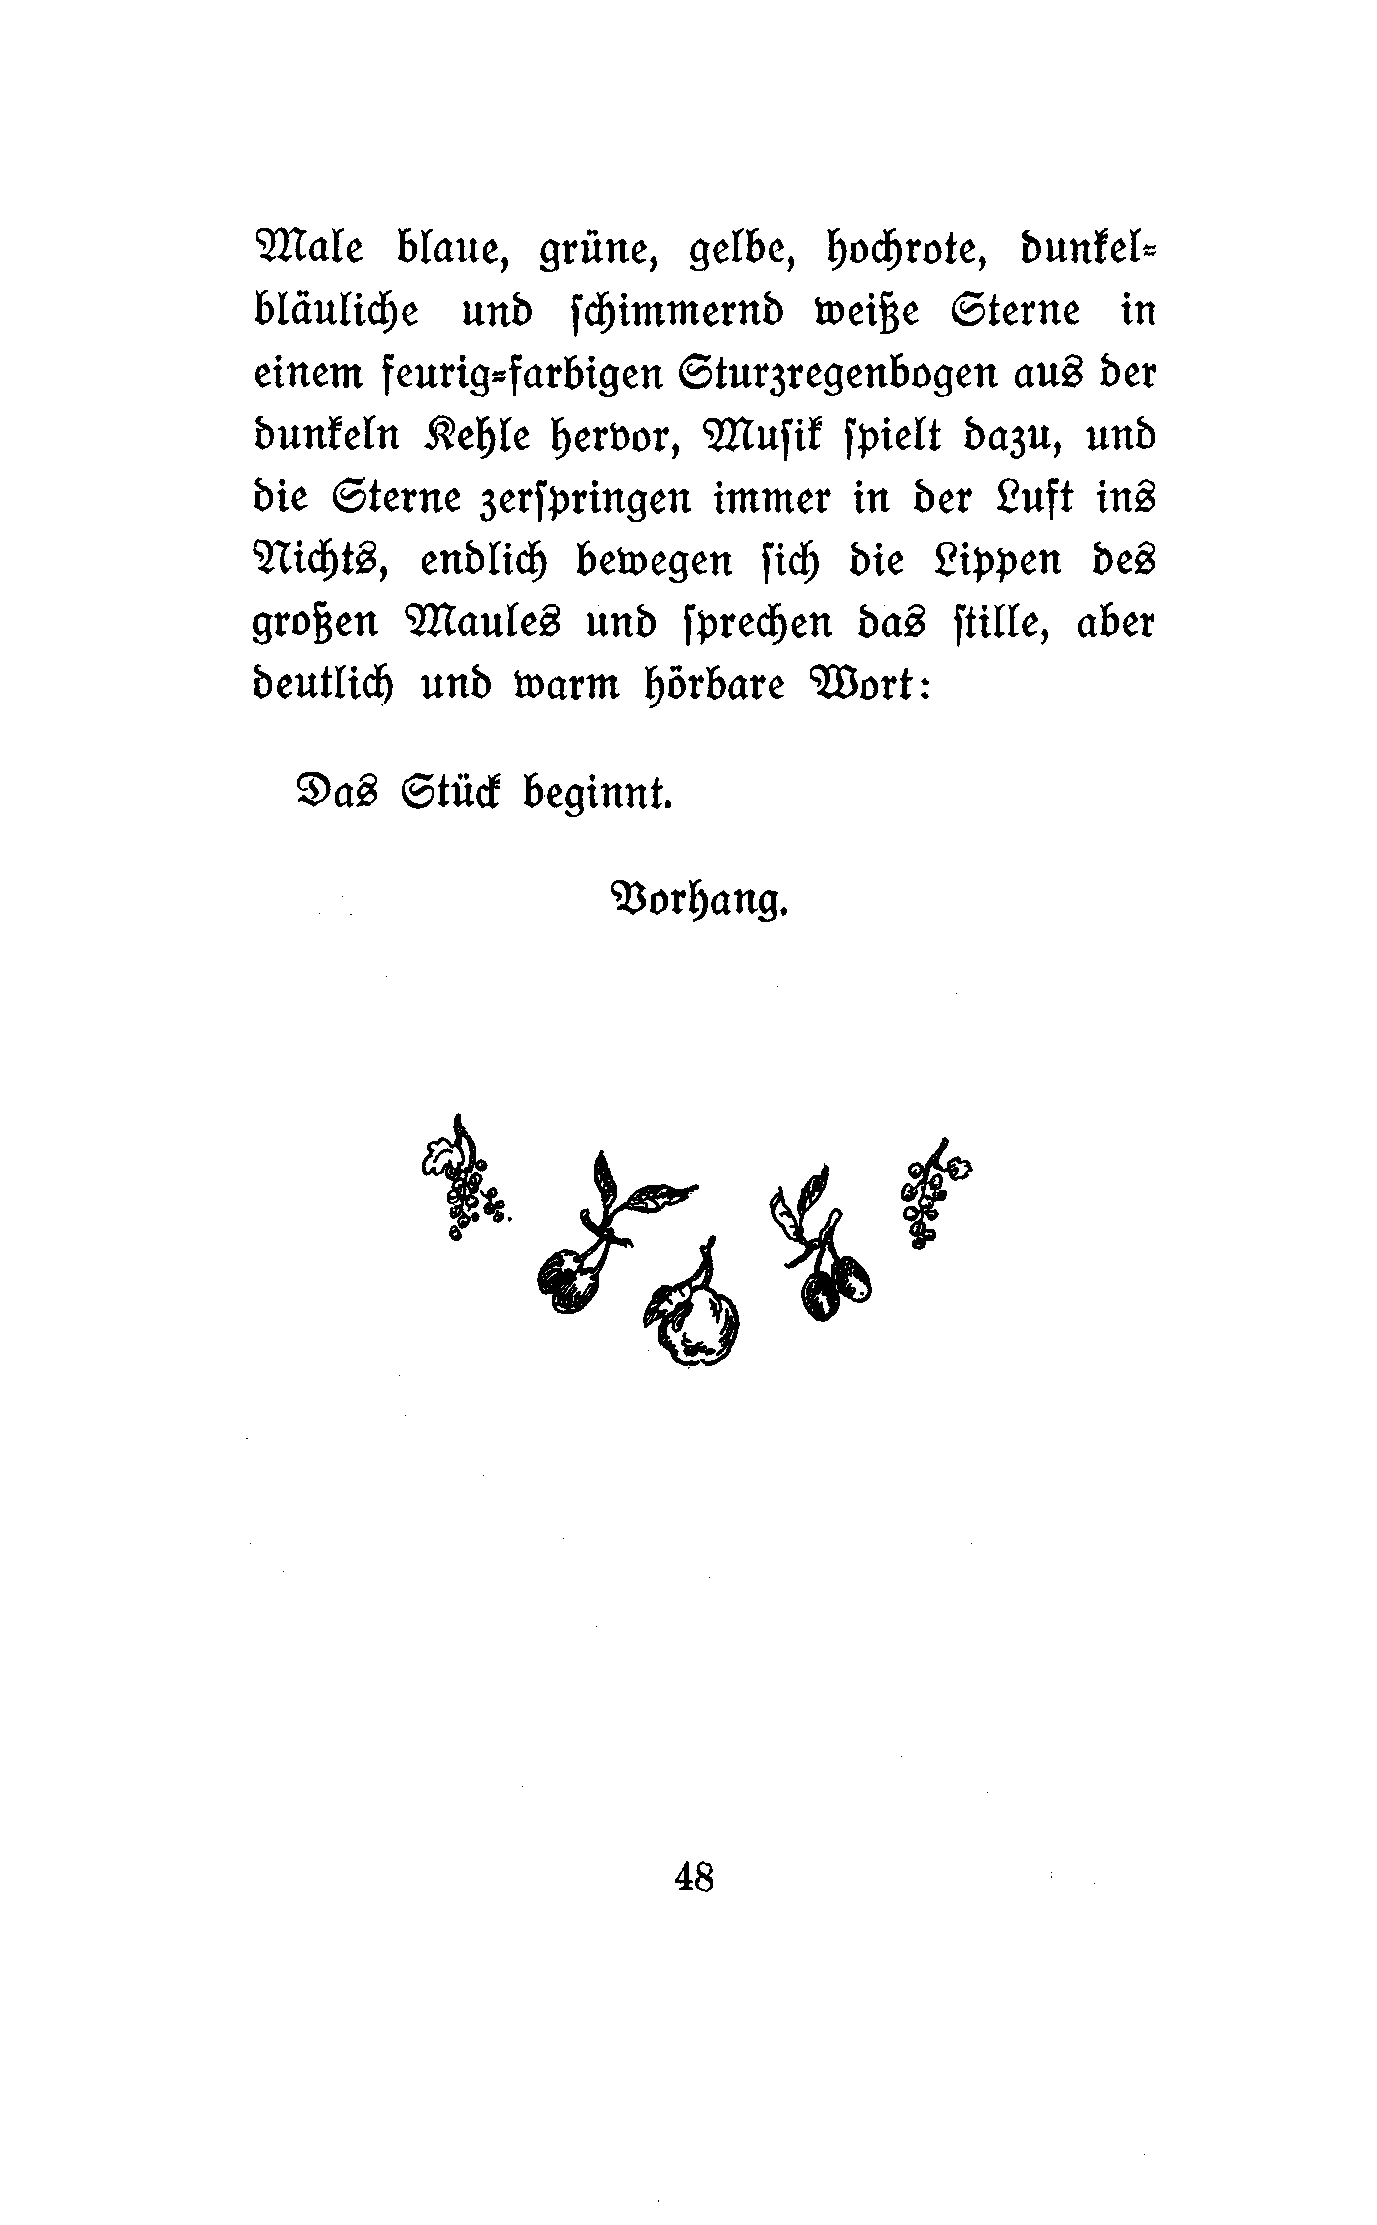 Male blaue, grüne, gelbe, hochrote, dunkel-
bläuliche und schimmernd weiße Sterne in
einem feurig-farbigen Sturzregenbogen aus der
dunkeln Kehle hervor, Musik spielt dazu, und
die Sterne zerspringen immer in der Luft ins
Nichts, endlich bewegen sich die Lippen des
großen Maules und sprechen das stille, aber
deutlich und warm hörbare Wort:
Das Stück beginnt.
Vorhang.
48